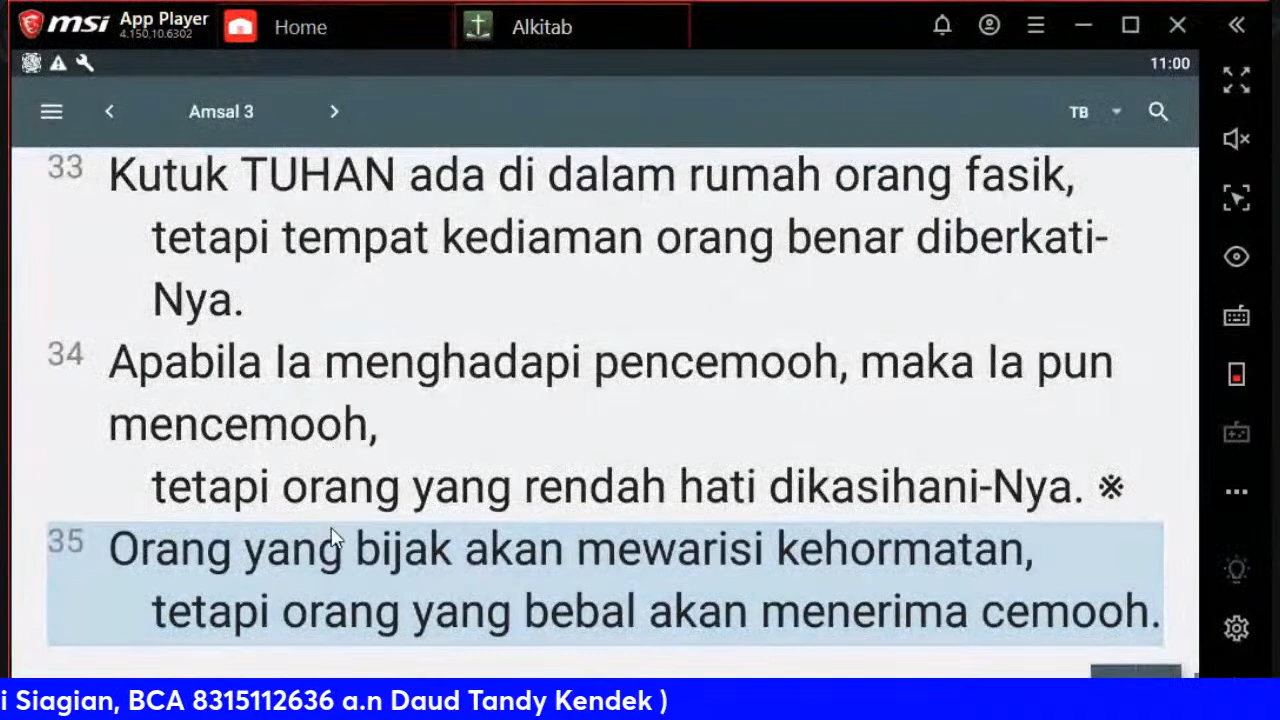 msi App Player
4.150.10.6302
Home
Alkitab
11:00
Amsal 3
TB
33 Kutuk TUHAN ada di dalam rumah orang fasik,
tetapi tempat kediaman orang benar diberkati-
Nya.
34 Apabila Ia menghadapi pencemooh, maka Ia pun
mencemooh,
tetapi orang yang rendah hati dikasihani-Nya. ※
35 Orang yang bijak akan mewarisi kehormatan,
tetapi orang yang bebal akan menerima cemooh.
i Siagian, BCA 8315112636 a.n Daud Tandy Kendek )